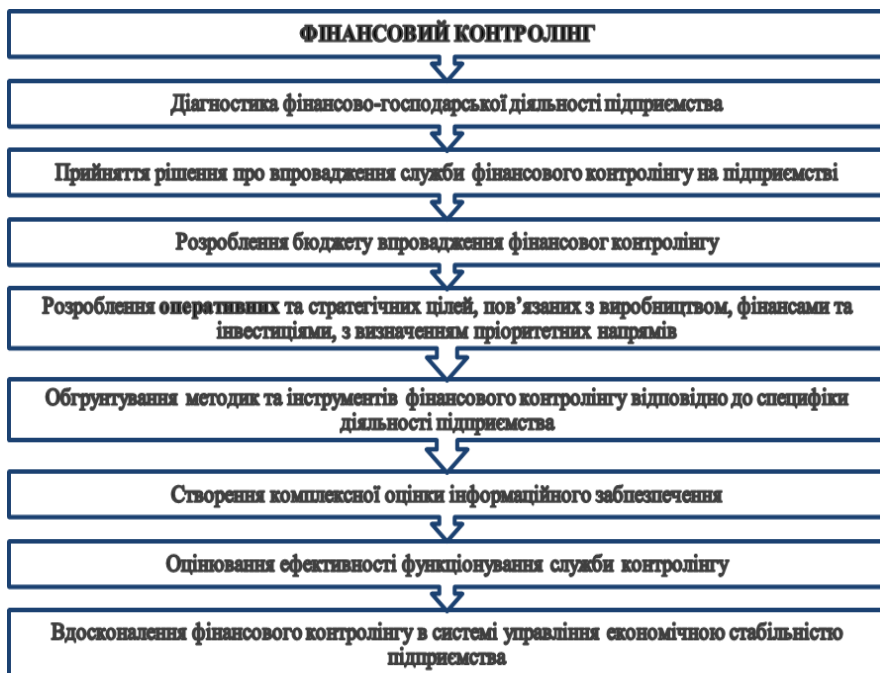 ФІНАНСОВИЙ КОНТРОЛІНГ
Діагностика фінансово-господарської діяльності підприємства
Прийняття рішення про впровадження служби фінансового контролінгу на підприємстві
Розроблення бюджету впровадження фінансовог контролінгу
Розроблення оперативних та стратегічних цілей, пов’язаних з виробництвом, фінансами та
інвестиціями, з визначенням пріоритетних напрямів
Обгрунтування методик та інструментів фінансового контролінгу відповідно до специфіки
діяльності підприємства
Створення комплексної оцінки інформаційного забпезпечення
Оцінювання ефективності функціонування служби контролінгу
Вдосконалення фінансового контролінгу в системі управління економічною стабільністю
підприємства